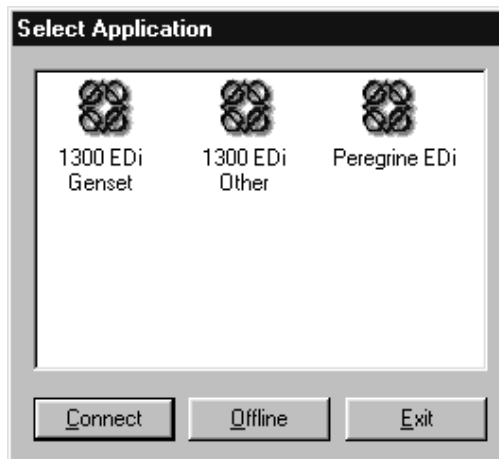 Select Application
1300 EDi
Genset
1300 EDi
Other
Peregrine EDi
Connect
Offline
Exit